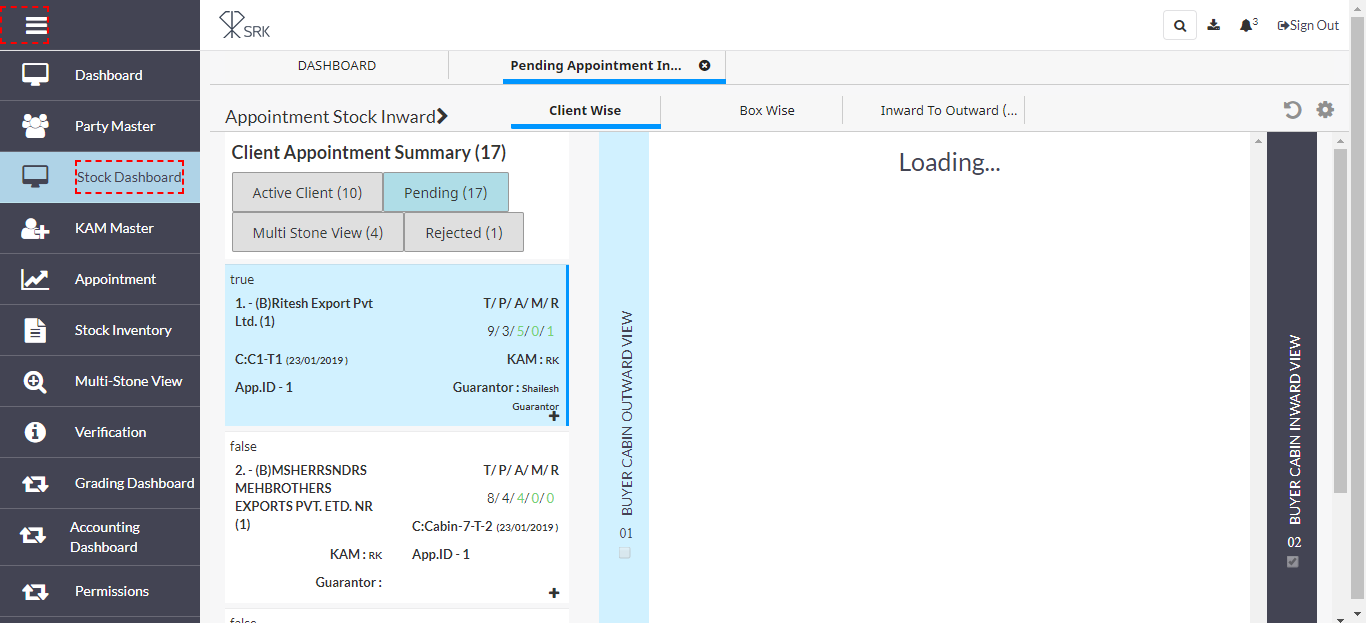 SRK
3
Sign Out
Dashboard
Party Master
Stock Dashboard
KAM Master
Appointment
Stock Inventory
Multi-Stone View
Verification
Grading Dashboard
Accounting
Dashboard
Permissions
DASHBOARD
Pending Appointment In...
Appointment Stock Inward
Client Wise
Box Wise
Inward To Outward (...
Client Appointment Summary (17)
Active Client (10)
Pending (17)
Multi Stone View (4)
Rejected (1)
true
1. - (B)Ritesh Export Pvt
Ltd. (1)
T/ P/ A/ M/ R
9/ 3/ 5/ 0/ 1
C:C1-T1 (23/01/2019 )
KAM : RK
App.ID - 1
Guarantor : Shailesh
Guarantor
false
2. - (B)MSHERRSNDRS
MEHBROTHERS
EXPORTS PVT. ETD. NR
(1)
T/ P/ A/ M/ R
8/ 4/ 4/ 0/ 0
C:Cabin-7-T-2 (23/01/2019 )
KAM : RK
App.ID - 1
Guarantor :
false
BUYER CABIN OUTWARD VIEW
01
Loading...
BUYER CABIN INWARD VIEW
02